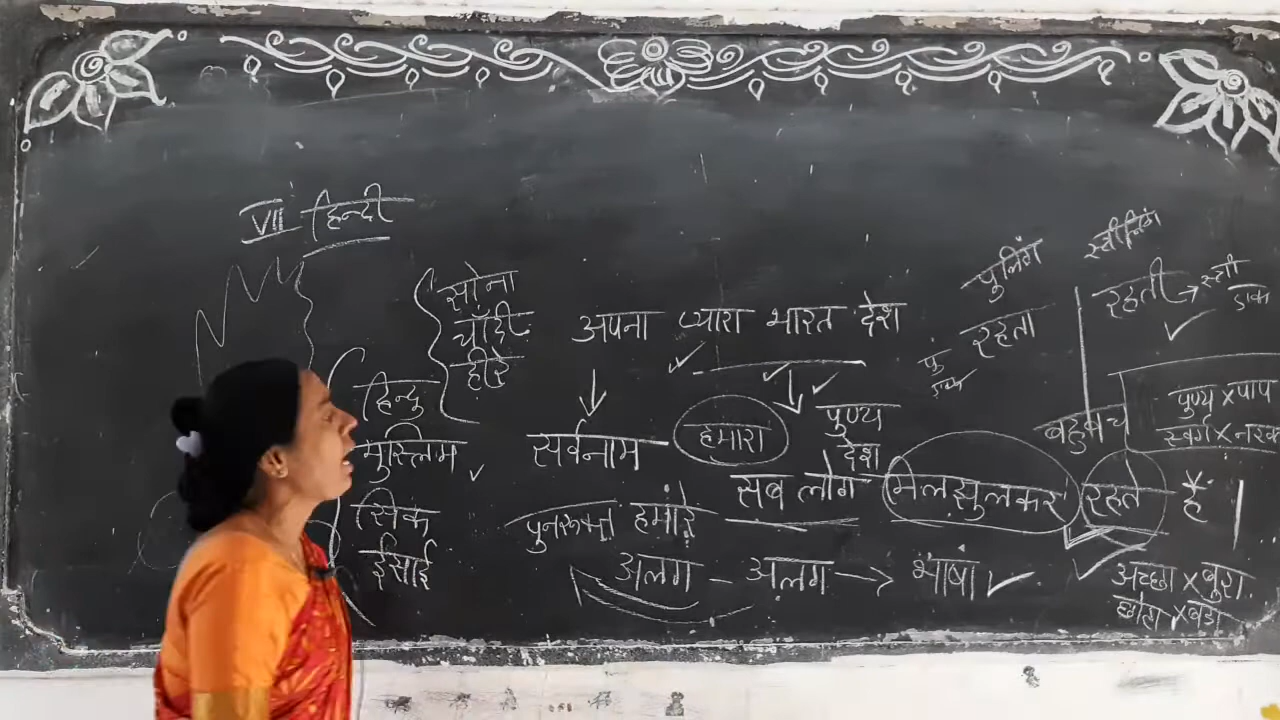 VII हिन्दी
सोना
चाँदी
हीरे
हिन्दू
मुस्लिम
सिक
ईसाई
अपना प्यारा भारत देश
सर्वनाम
हमारा
पुण्य
देश
सब लोग मिलजुलकर रहते हैं।
पुनरूक्त हमारे
अलग - अलग → भाषा
पुलिंग
रहता
स्त्रीलिंग
रहती → स्त्री
बहुवच
पुण्य x पाप
स्वर्ग x नरक
अच्छा x बुरा
छोटा x बडा